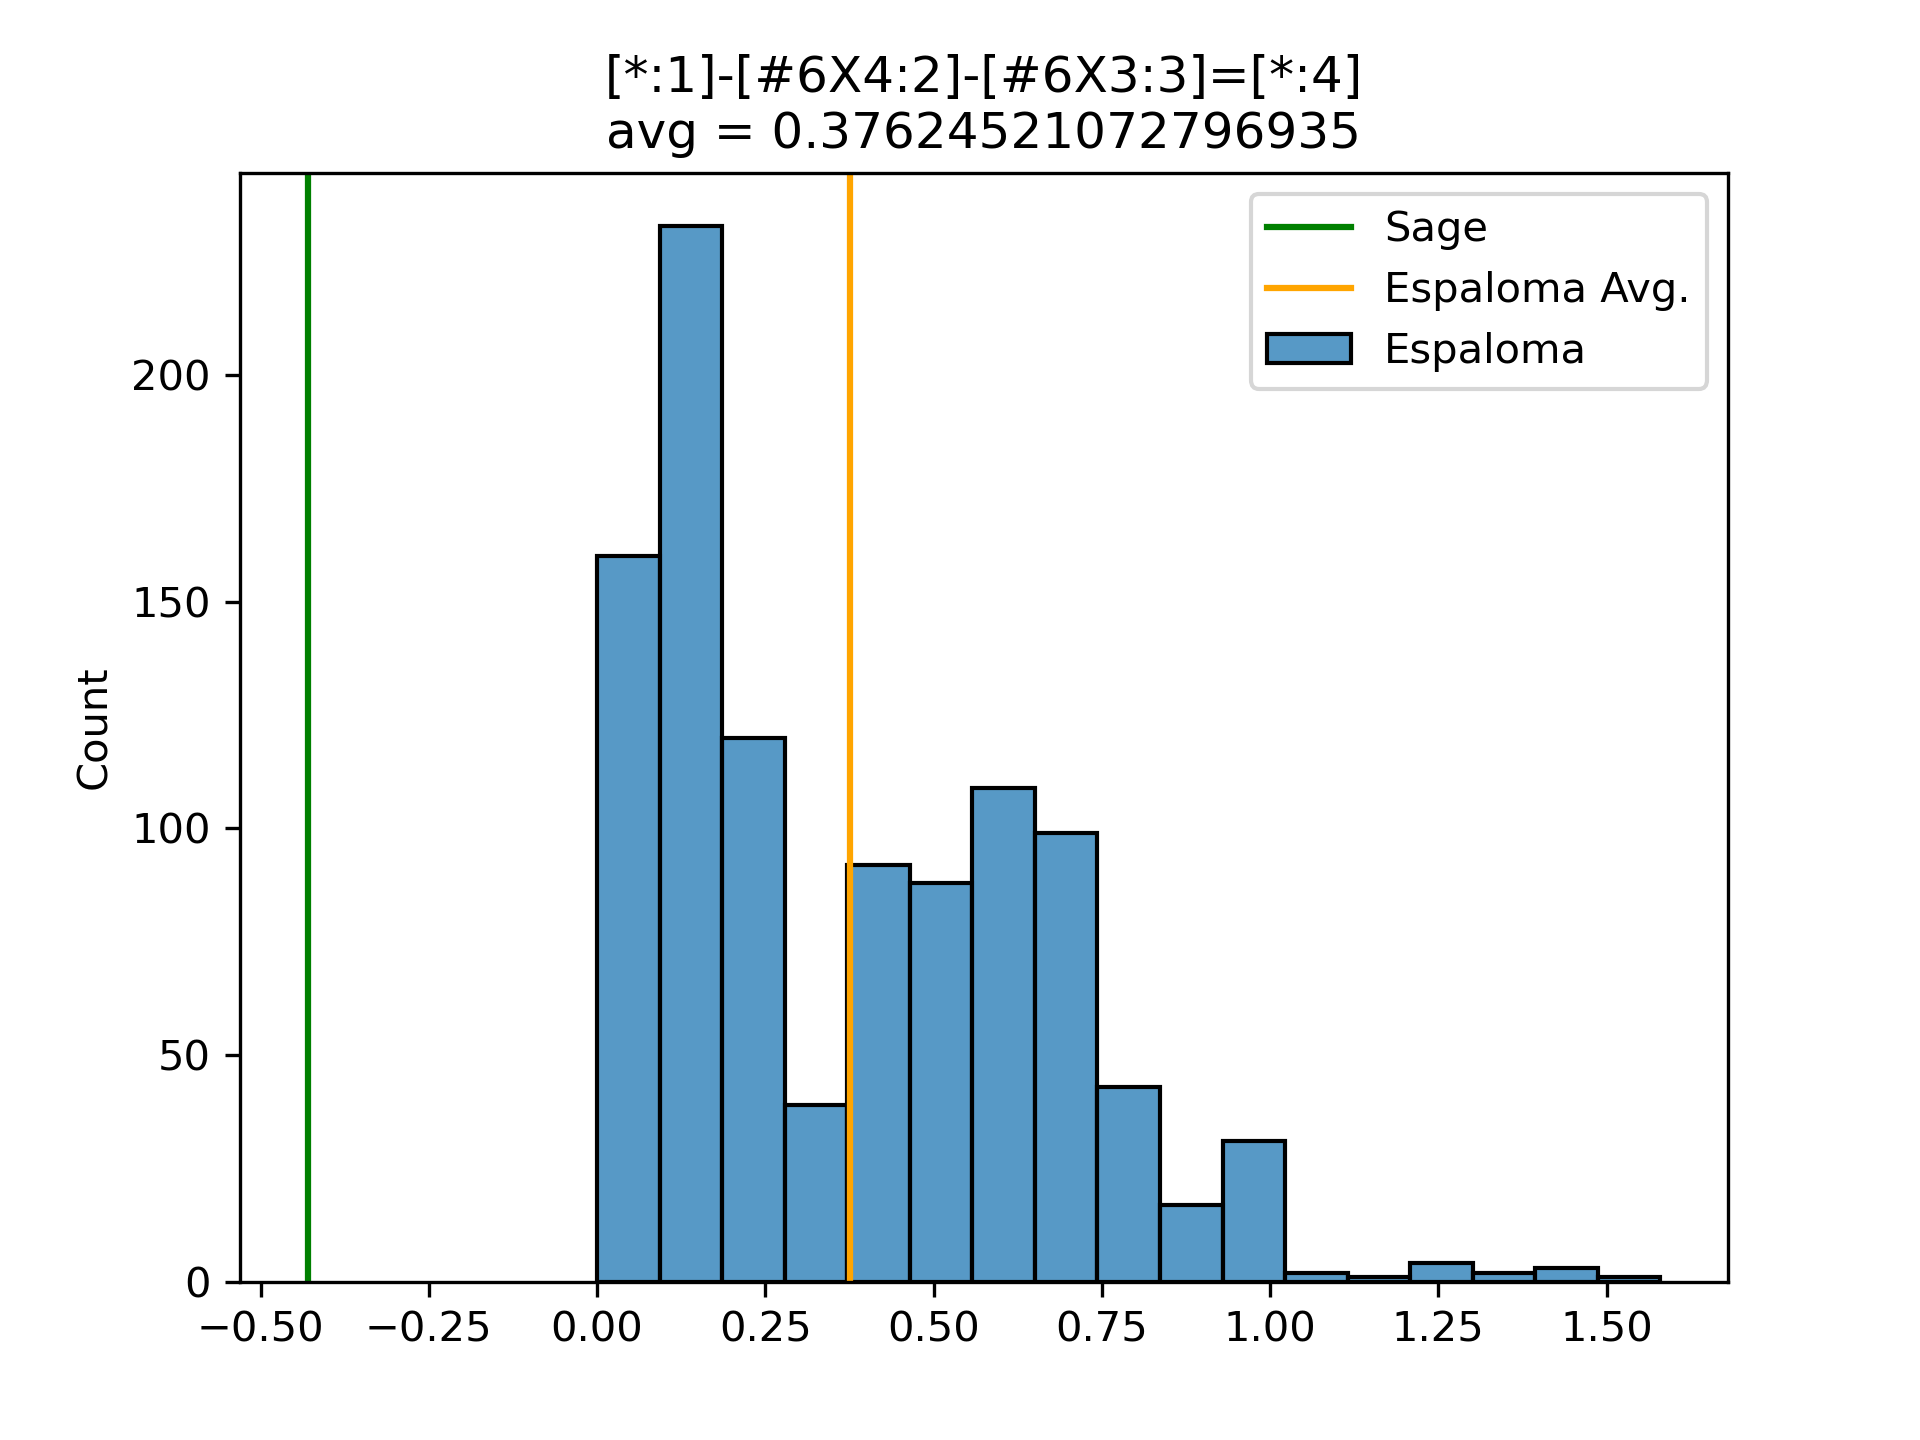 [*:1]-[#6X4:2]-[#6X3:3]=[*:4]
avg = 0.37624521072796935
Sage
Espaloma Avg.
Espaloma
Count
200
150
100
50
0
−0.50 −0.25 0.00 0.25 0.50 0.75 1.00 1.25 1.50